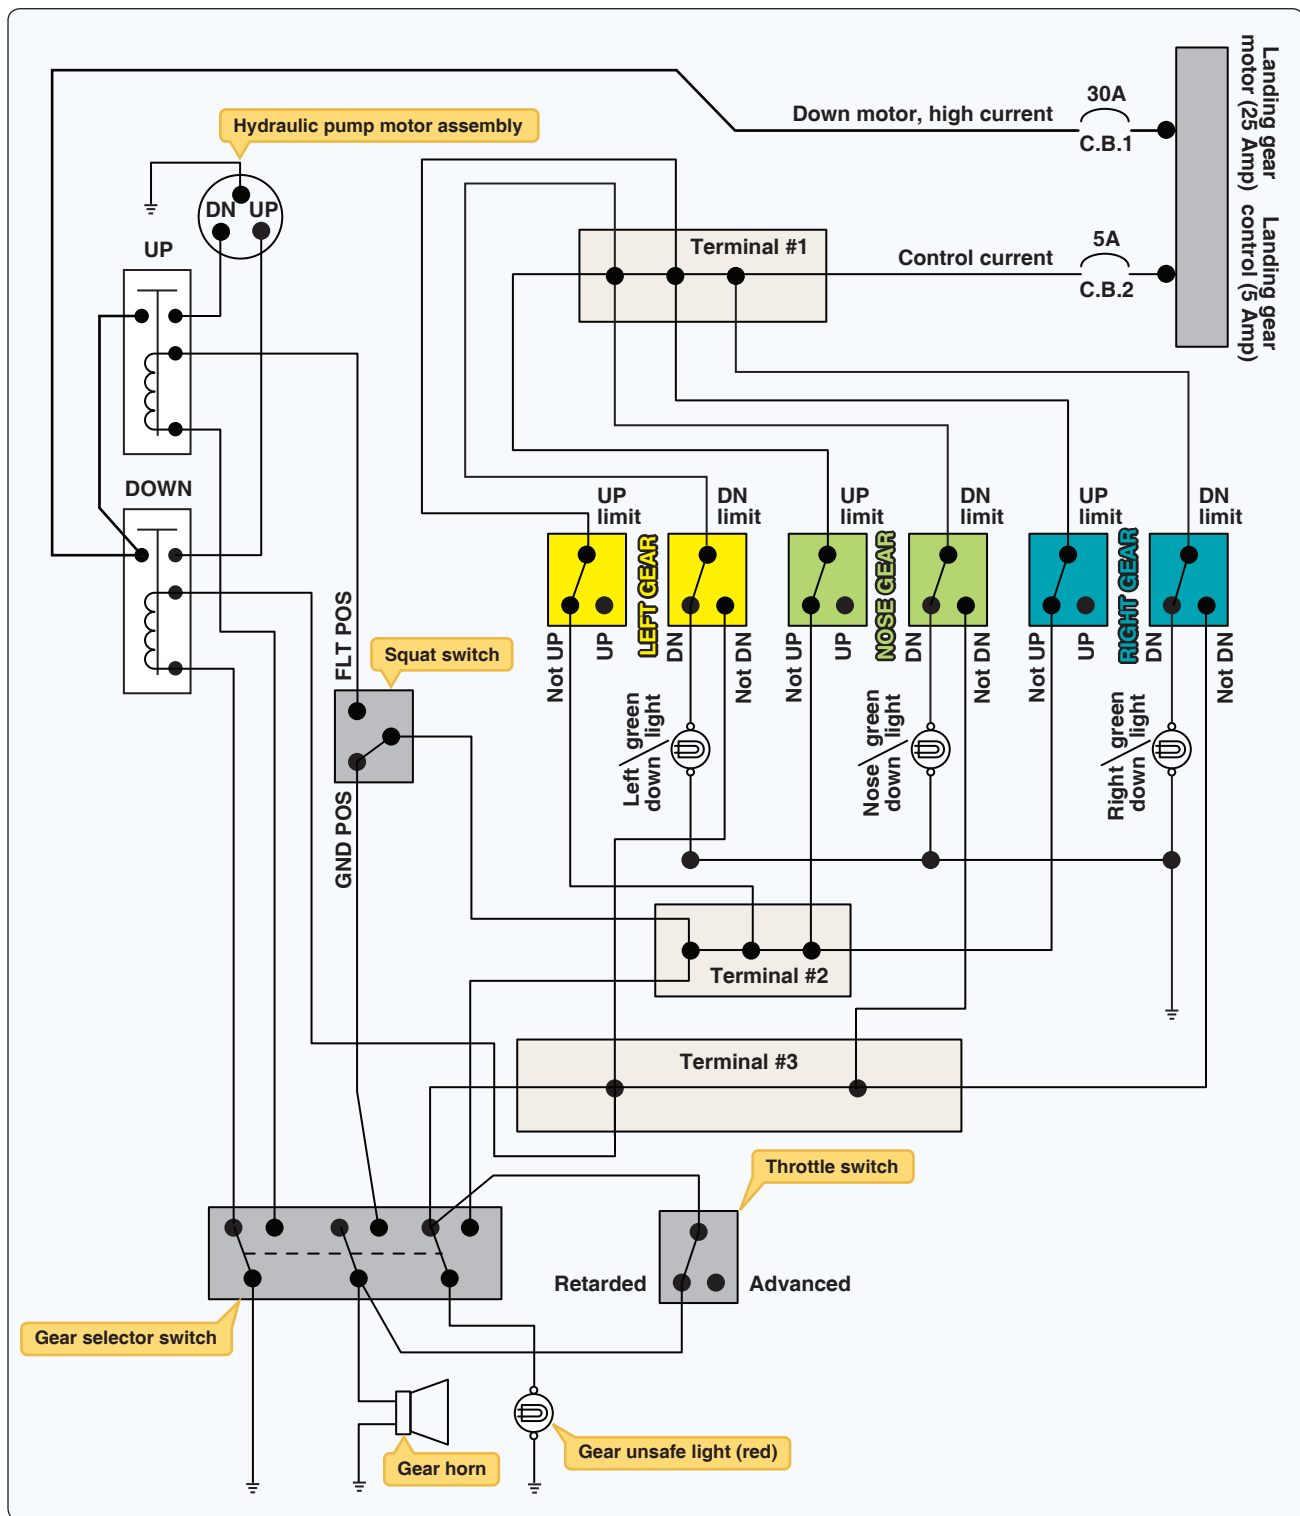 Landing gear
motor (25 Amp)
Landing gear
control (5 Amp)
30A
Down motor, high current
C.B.1
Hydraulic pump motor assembly
DN
UP
UP
Terminal #1
5A
Control current
C.B.2
DOWN
UP
limit
DN
limit
UP
limit
DN
limit
UP
limit
DN
limit
LEFT GEAR
NOSE GEAR
RIGHT GEAR
Not UP
UP
DN
Not DN
Not UP
UP
DN
Not DN
Not UP
UP
DN
Not DN
FLT POS
Squat switch
GND POS
Left green
down light
Nose green
down light
Right green
down light
Terminal #2
Terminal #3
Throttle switch
Retarded
Advanced
Gear selector switch
Gear horn
Gear unsafe light (red)